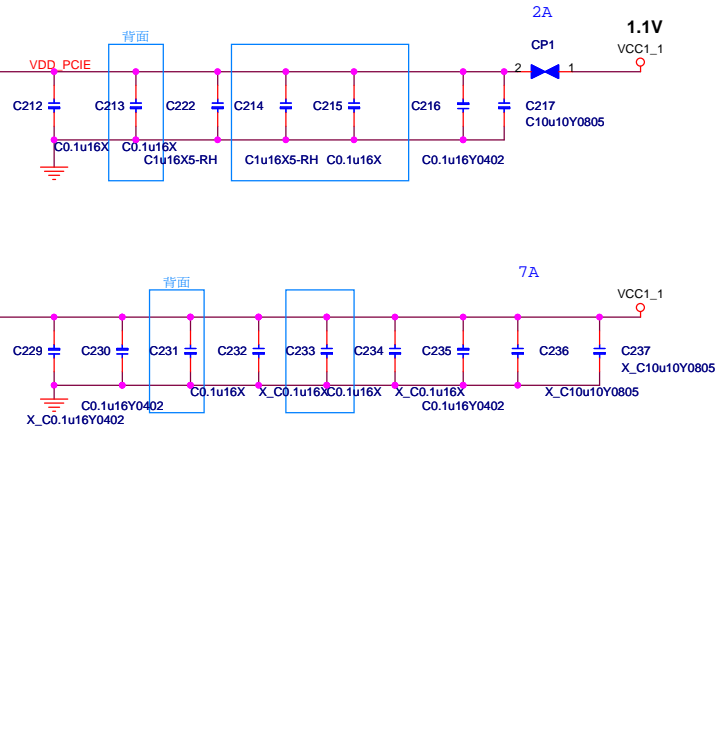 2A
1.1V
背面
CP1
VCC1_1
VDD_PCIE
2
1
C212
C213
C222
C214
C215
C216
C217
C10u10Y0805
C0.1u16X
C0.1u16X
C1u16X5-RH
C1u16X5-RH
C0.1u16X
C0.1u16Y0402
7A
背面
VCC1_1
C229
C230
C231
C232
C233
C234
C235
C236
C237
X_C10u10Y0805
C0.1u16X
X_C0.1u16X
C0.1u16X
X_C0.1u16X
X_C10u10Y0805
C0.1u16Y0402
C0.1u16Y0402
X_C0.1u16Y0402